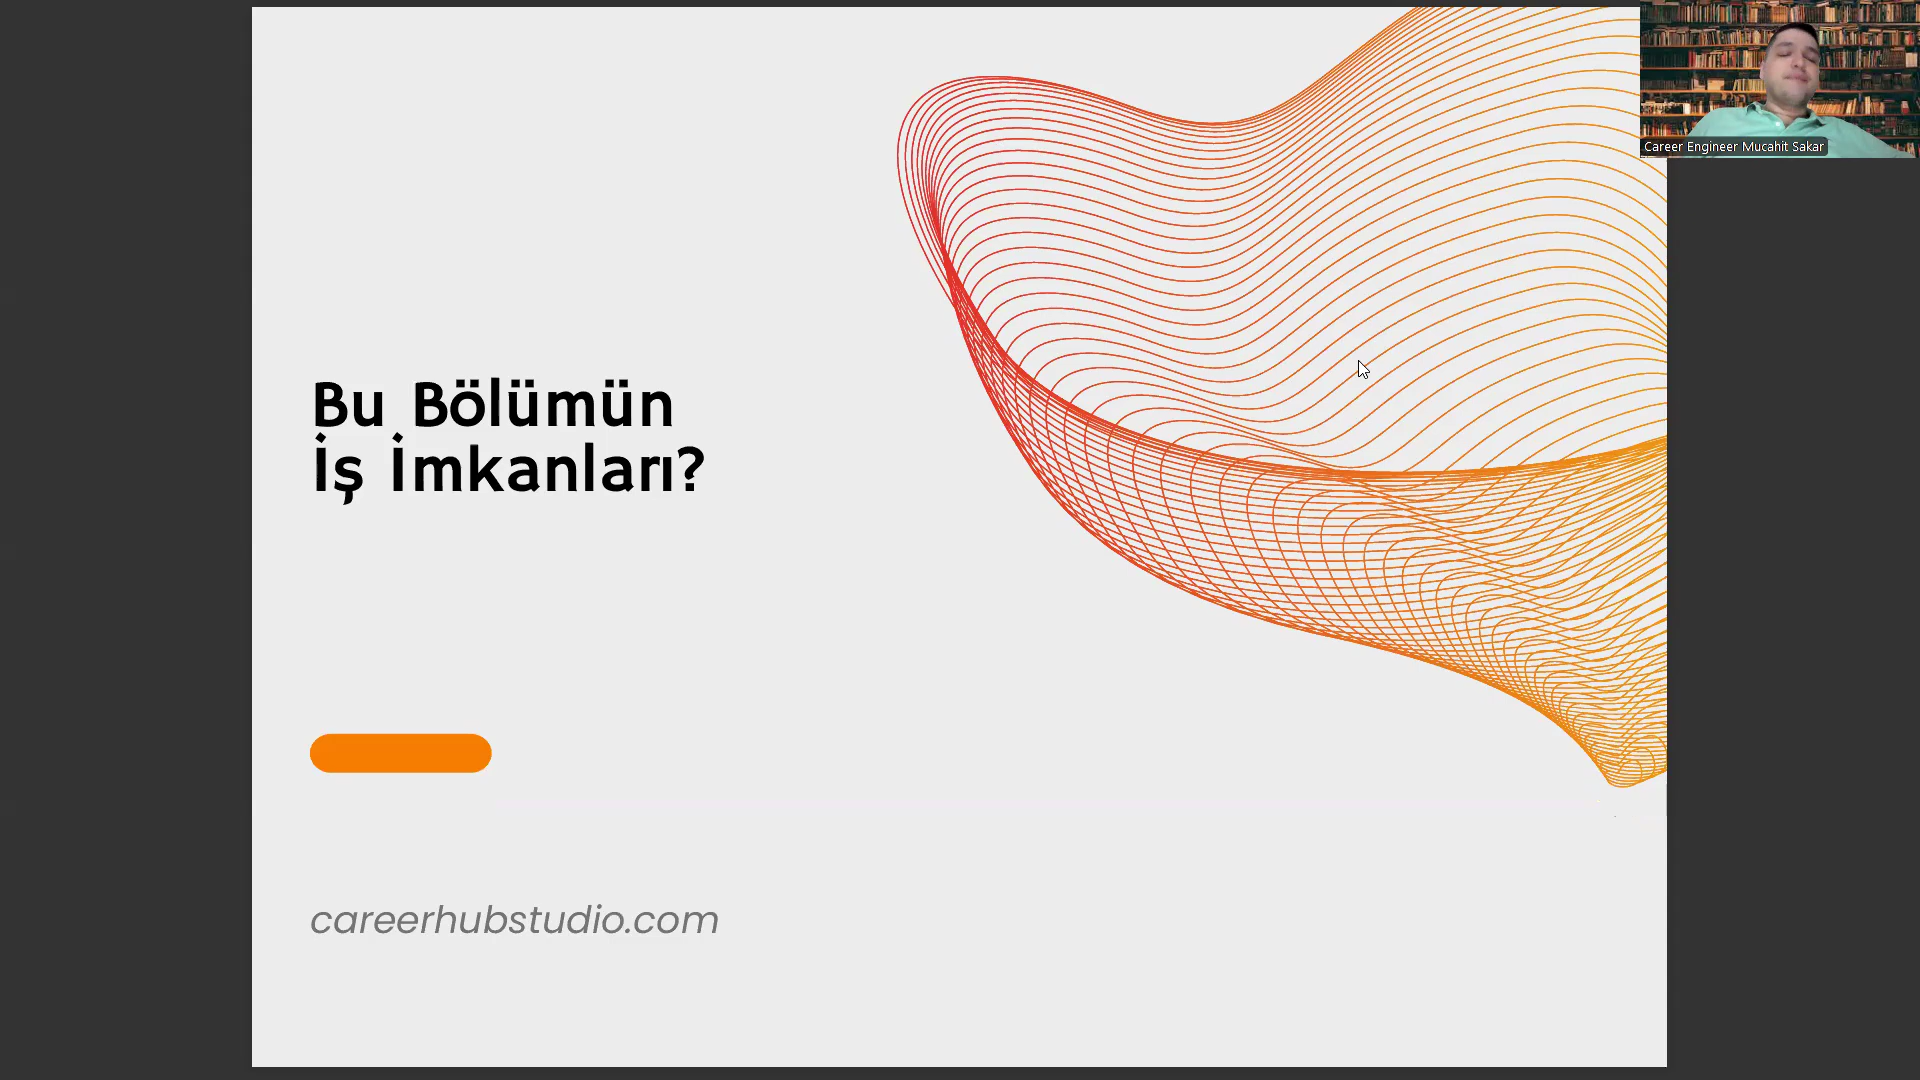 Career Engineer Mucahit Sakar
Bu Bölümün
İş İmkanları?
careerhubstudio.com